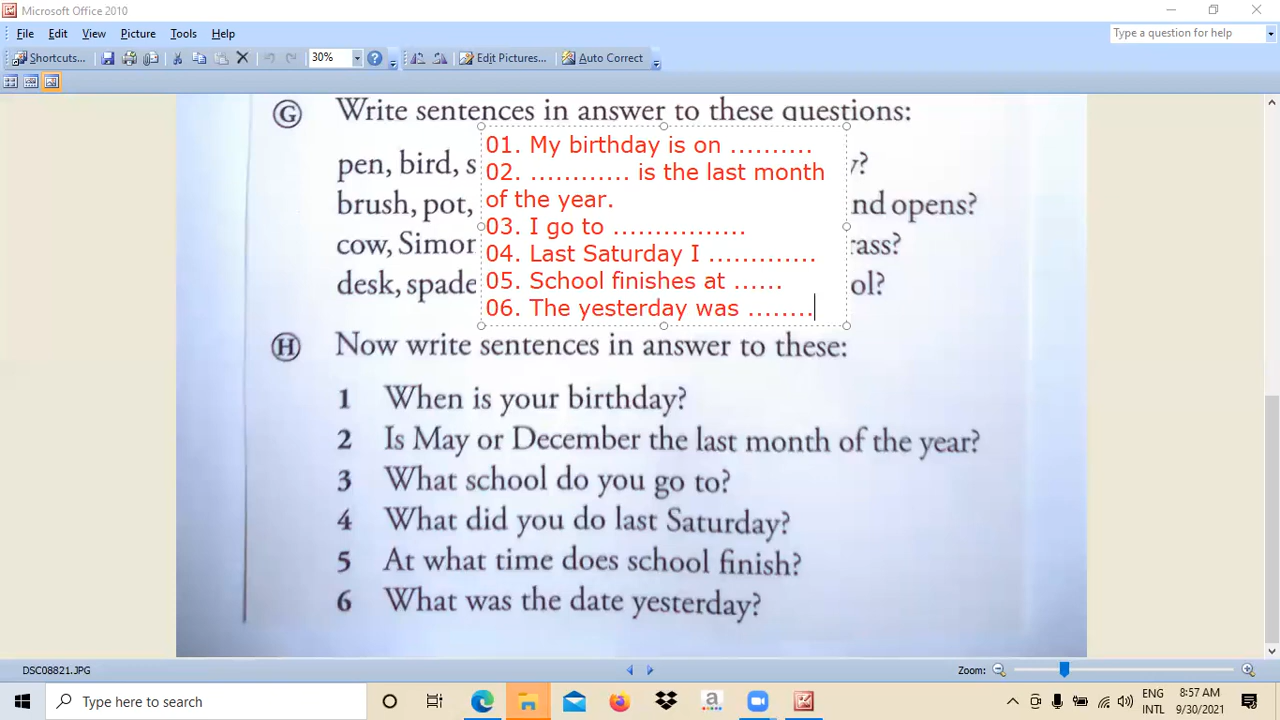 Microsoft Office 2010
File Edit View Picture Tools Help
Type a question for help
Shortcuts... 30% Edit Pictures... Auto Correct
G Write sentences in answer to these questions:
01. My birthday is on ..........
pen, bird, s y?
02. ............ is the last month
of the year.
brush, pot, nd opens?
03. I go to ................
cow, Simor rass?
04. Last Saturday I .............
desk, spade ol?
05. School finishes at ......
06. The yesterday was ........
H Now write sentences in answer to these:
1 When is your birthday?
2 Is May or December the last month of the year?
3 What school do you go to?
4 What did you do last Saturday?
5 At what time does school finish?
6 What was the date yesterday?
DSC08821.JPG Zoom:
Type here to search
ENG 8:57 AM
INTL 9/30/2021